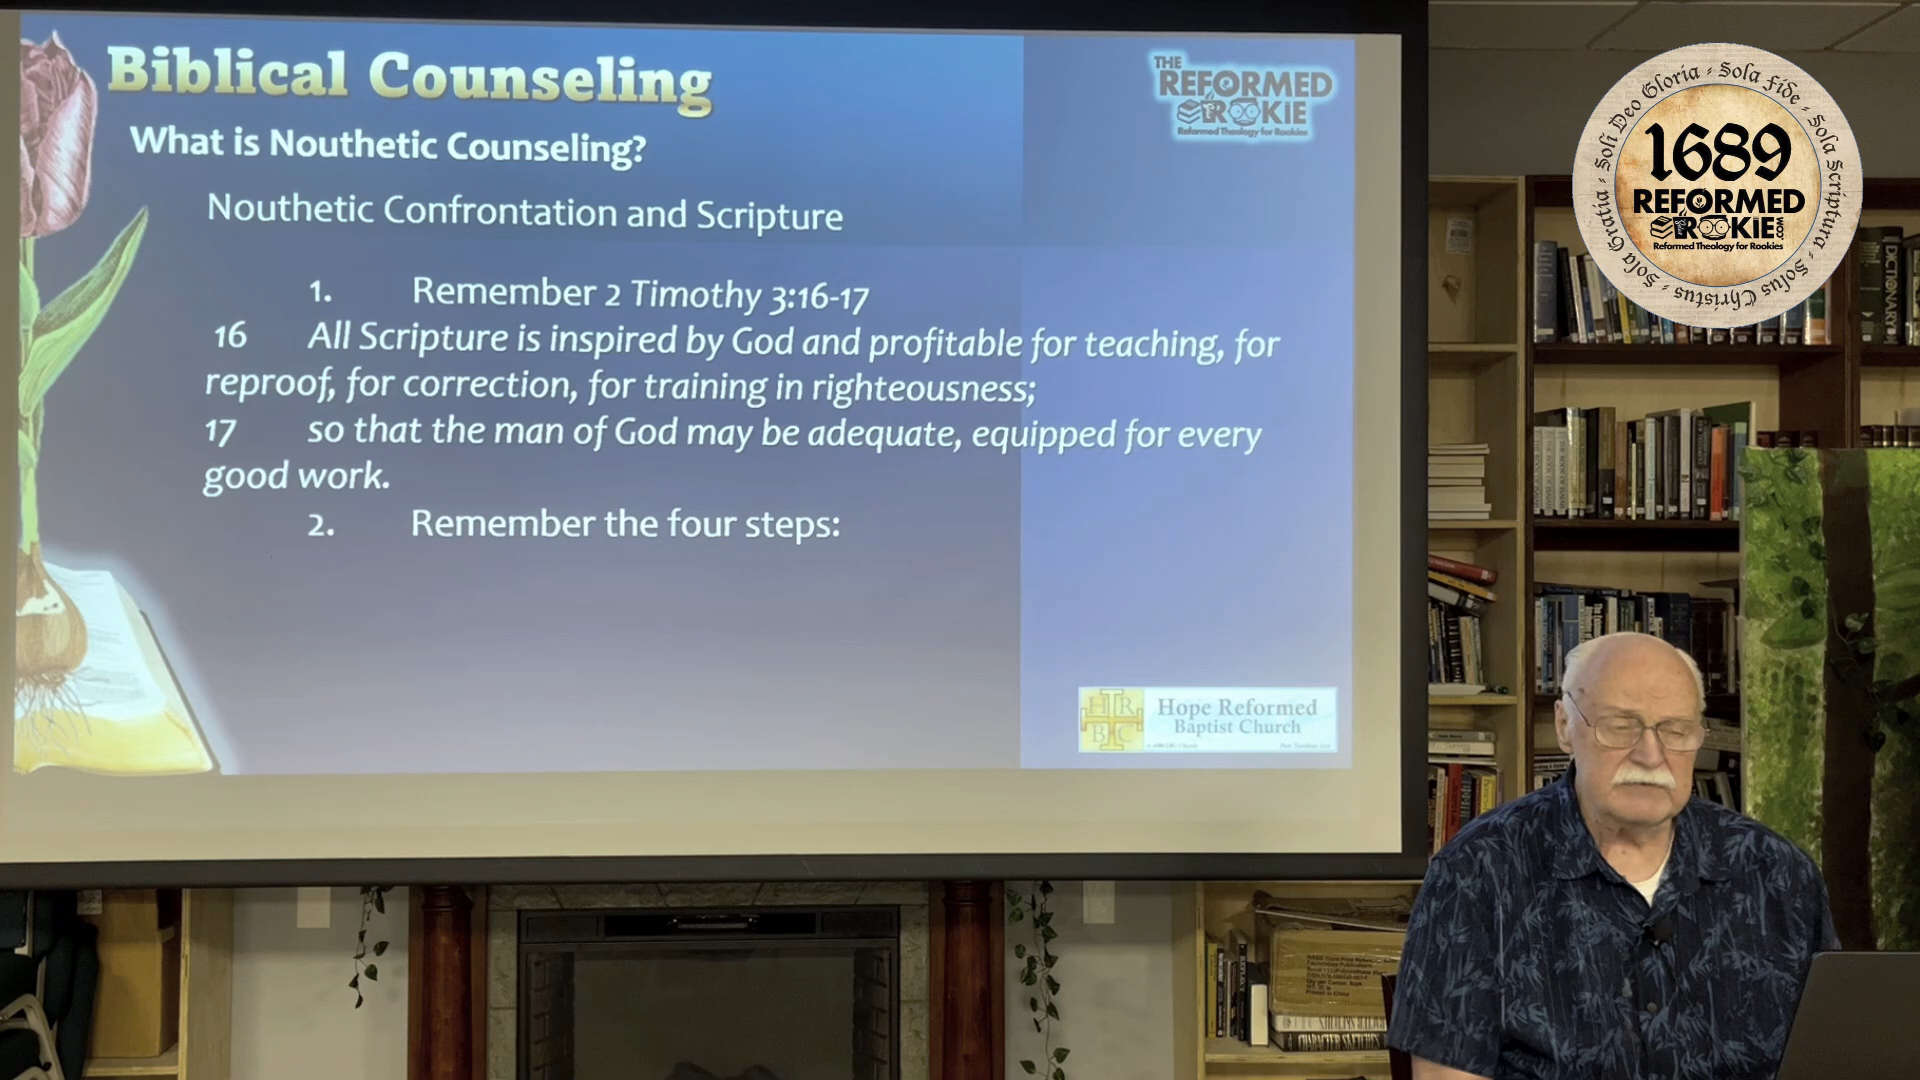 Biblical Counseling
What is Nouthetic Counseling?
Nouthetic Confrontation and Scripture
1. Remember 2 Timothy 3:16-17
16 All Scripture is inspired by God and profitable for teaching, for
reproof, for correction, for training in righteousness;
17 so that the man of God may be adequate, equipped for every
good work.
2. Remember the four steps:
THE
REFORMED
ROOKIE
Reformed Theology for Rookies
H R
B C
Hope Reformed
Baptist Church
Sola Gratia - Soli Deo Gloria - Sola Fide - Sola Scriptura - Solus Christus -
1689
REFORMED
ROOKIE.COM
Reformed Theology for Rookies
DICTIONARY
CHARACTER SKETCHES